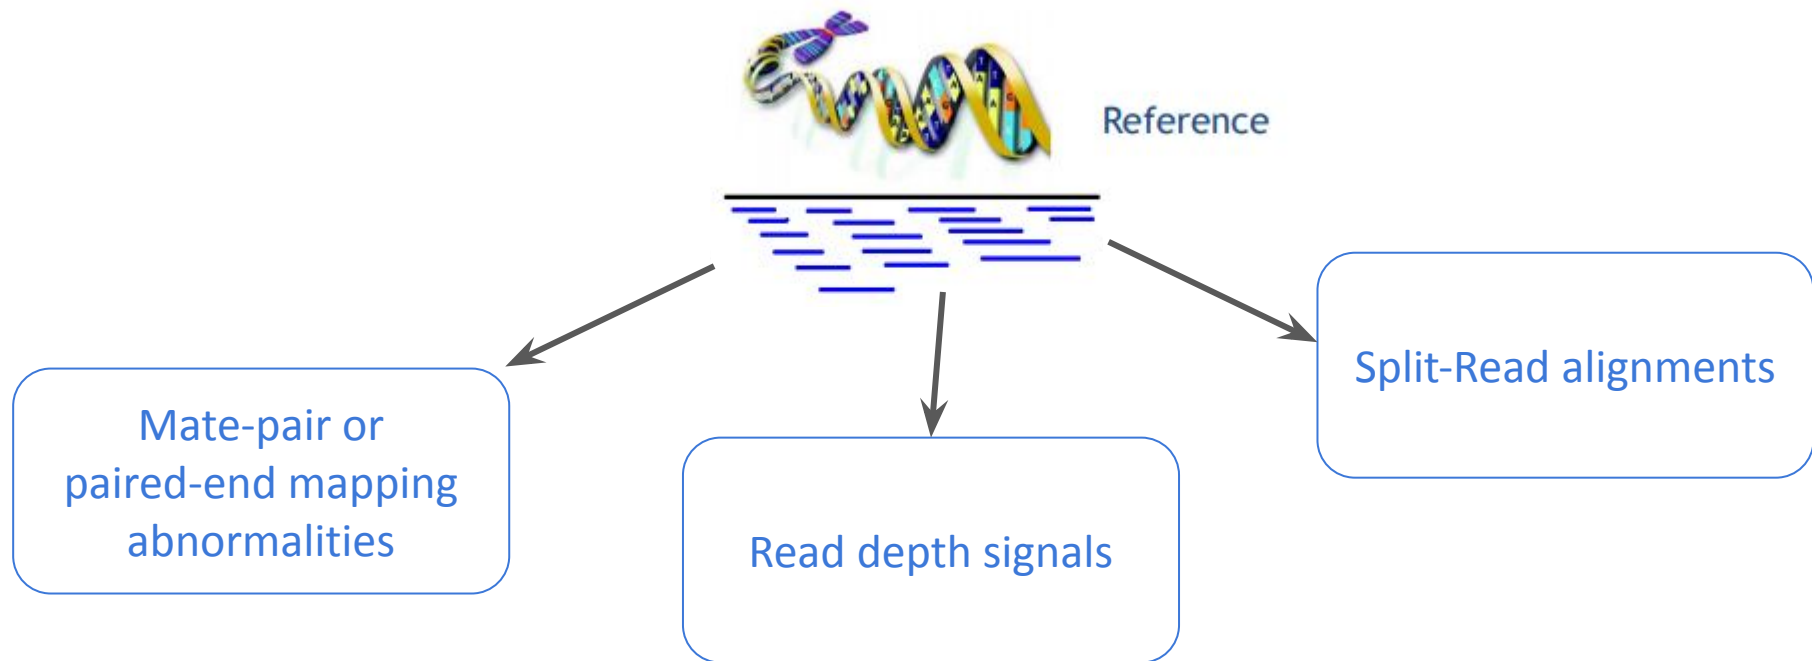 Reference
Split-Read alignments
Mate-pair or
paired-end mapping
abnormalities
Read depth signals